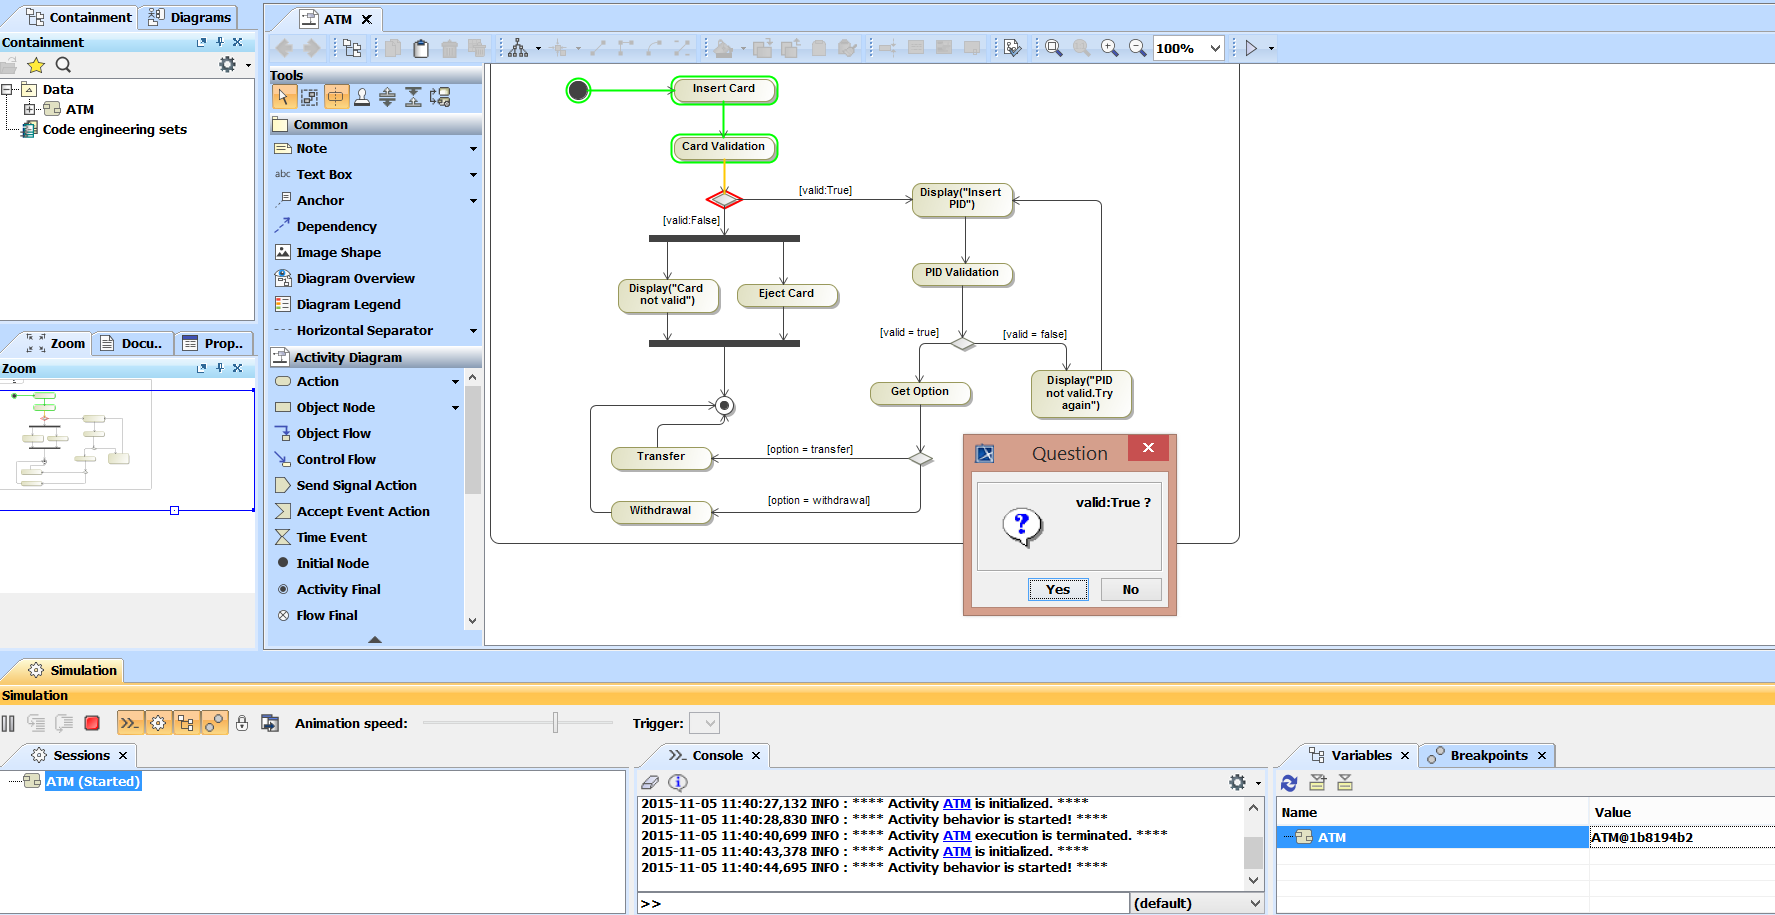 Containment
Diagrams
ATM
Containment
Data
ATM
Code engineering sets
Zoom
Docu..
Prop..
Zoom
100%
Tools
Common
Note
abc Text Box
Anchor
Dependency
Image Shape
Diagram Overview
Diagram Legend
Horizontal Separator
Activity Diagram
Action
Object Node
Object Flow
Control Flow
Send Signal Action
Accept Event Action
Time Event
Initial Node
Activity Final
Flow Final
Insert Card
Card Validation
[valid:True]
Display("Insert
PID")
[valid:False]
PID Validation
Display("Card
not valid")
Eject Card
[valid = true]
[valid = false]
Get Option
Display("PID
not valid.Try
again")
Transfer
[option = transfer]
Withdrawal
[option = withdrawal]
Question
valid:True ?
?
Yes
No
Simulation
Simulation
Animation speed:
Trigger:
Sessions
ATM (Started)
Console
2015-11-05 11:40:27,132 INFO : **** Activity ATM is initialized. ****
2015-11-05 11:40:28,830 INFO : **** Activity behavior is started! ****
2015-11-05 11:40:40,699 INFO : **** Activity ATM execution is terminated. ****
2015-11-05 11:40:43,378 INFO : **** Activity ATM is initialized. ****
2015-11-05 11:40:44,695 INFO : **** Activity behavior is started! ****
>>
(default)
Variables
Breakpoints
Name
Value
ATM
ATM@1b8194b2